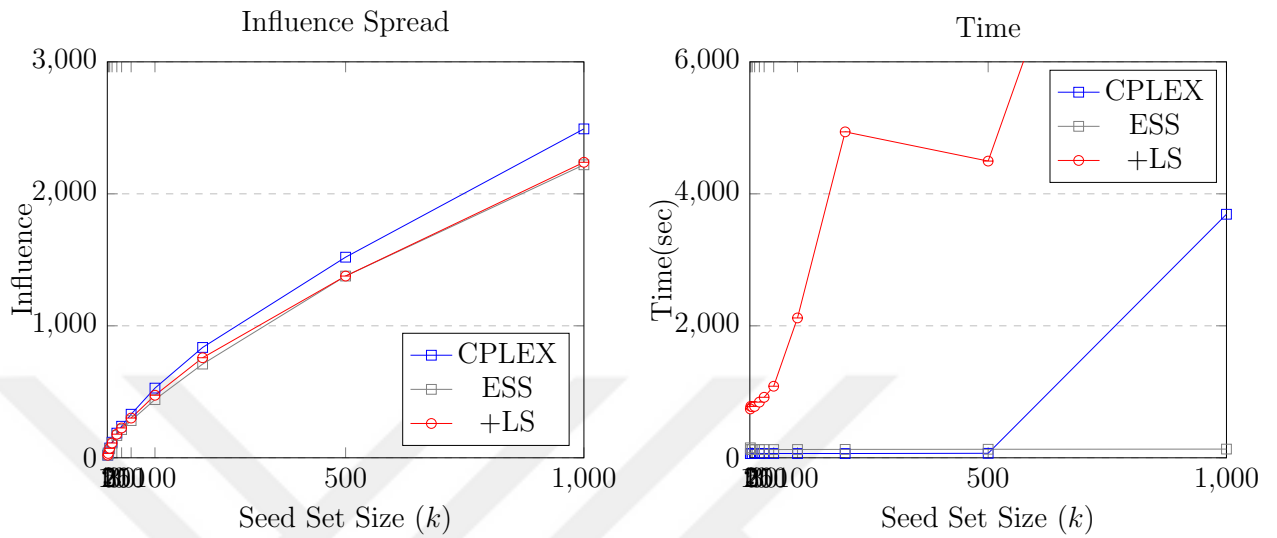 Influence Spread
3,000
2,000
1,000
0
Influence
100
500
1,000
Seed Set Size (k)
CPLEX
ESS
+LS
Time
6,000
4,000
2,000
0
Time(sec)
100
500
1,000
Seed Set Size (k)
CPLEX
ESS
+LS